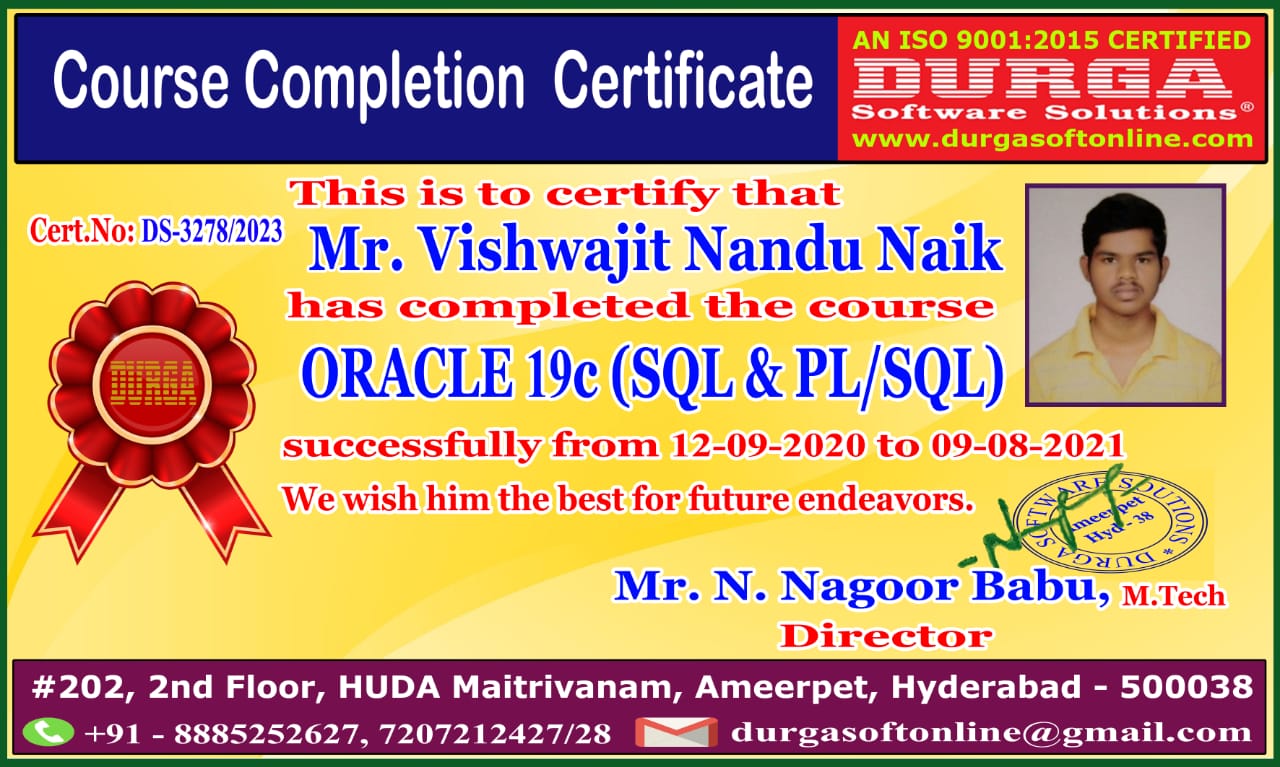 Course Completion Certificate
AN ISO 9001:2015 CERTIFIED
DURGA
Software Solutions®
www.durgasoftonline.com
This is to certify that
Cert.No: DS-3278/2023
Mr. Vishwajit Nandu Naik
has completed the course
DURGA
ORACLE 19c (SQL & PL/SQL)
successfully from 12-09-2020 to 09-08-2021
We wish him the best for future endeavors.
DURGA SOFTWARE SOLUTIONS *
Ameerpet
Hyd - 38
Mr. N. Nagoor Babu, M.Tech
Director
#202, 2nd Floor, HUDA Maitrivanam, Ameerpet, Hyderabad - 500038
+91 - 8885252627, 7207212427/28
durgasoftonline@gmail.com